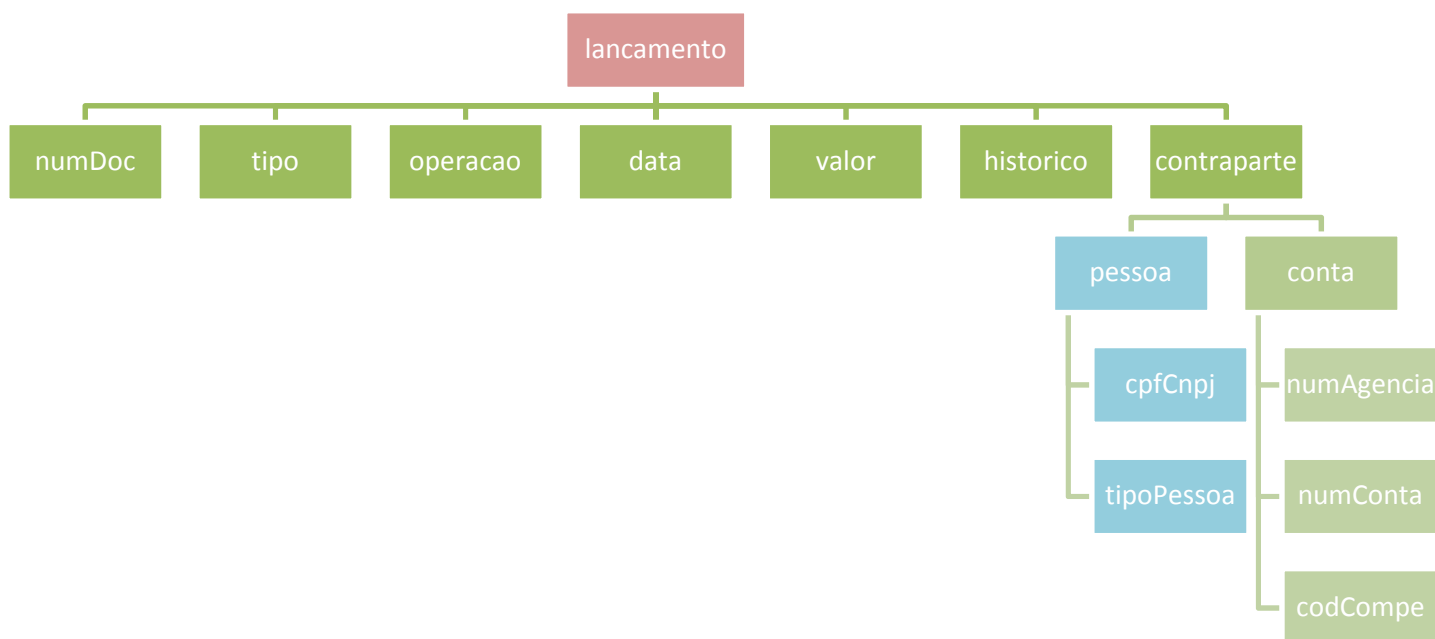 lancamento
numDoc
tipo
operacao
data
valor
historico
contraparte
pessoa
conta
cpfCnpj
numAgencia
tipoPessoa
numConta
codCompe